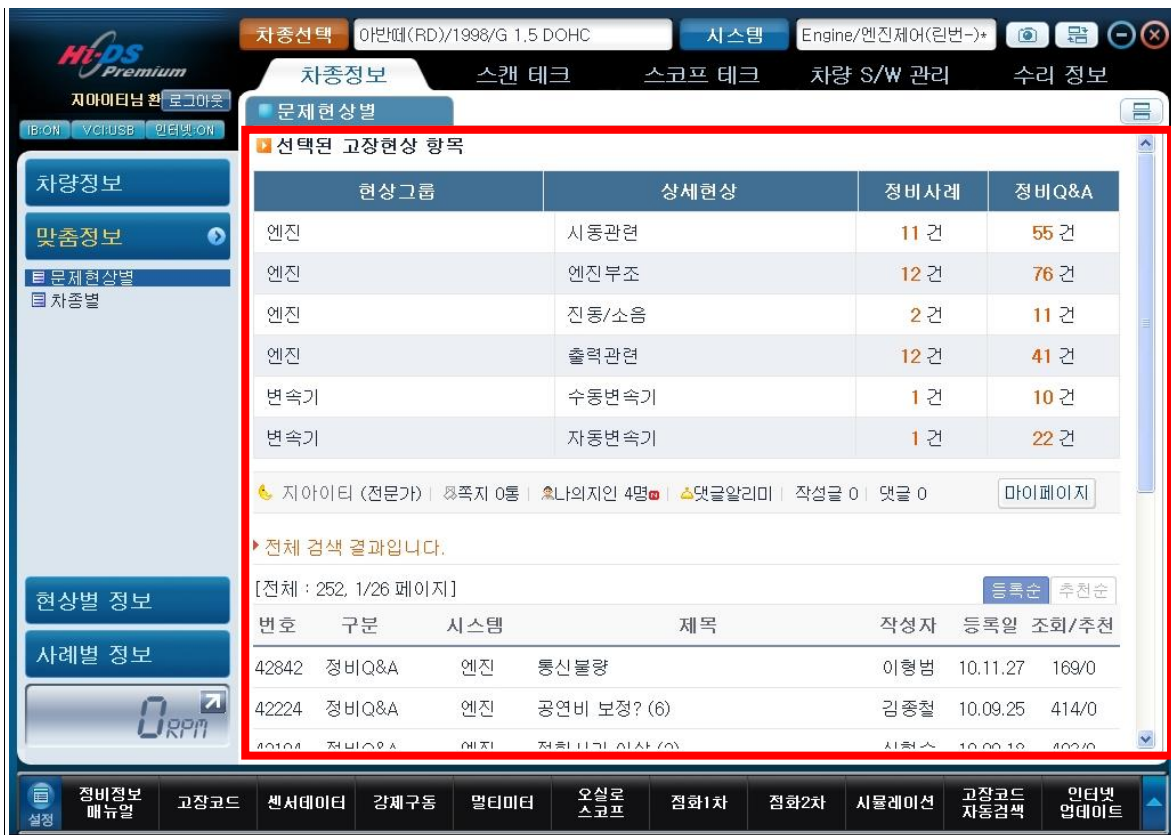 차종선택 아반떼(RD)/1998/G 1.5 DOHC 시스템 Engine/엔진제어(린번-)*
Hi-DS Premium
차종정보 스캔 테크 스코프 테크 차량 S/W 관리 수리 정보
지아이티님 환 로그아웃
문제현상별
IB:ON VCI:USB 인터넷:ON
선택된 고장현상 항목
차량정보
맞춤정보
문제현상별
차종별
현상그룹 상세현상 정비사례 정비Q&A
엔진 시동관련 11 건 55 건
엔진 엔진부조 12 건 76 건
엔진 진동/소음 2 건 11 건
엔진 출력관련 12 건 41 건
변속기 수동변속기 1 건 10 건
변속기 자동변속기 1 건 22 건
지아이티 (전문가) 쪽지 0통 나의지인 4명 댓글알리미 작성글 0 댓글 0 마이페이지
전체 검색 결과입니다.
[전체 : 252, 1/26 페이지] 등록순 추천순
번호 구분 시스템 제목 작성자 등록일 조회/추천
42842 정비Q&A 엔진 통신불량 이형범 10.11.27 169/0
42224 정비Q&A 엔진 공연비 보정? (6) 김종철 10.09.25 414/0
현상별 정보
사례별 정보
0 RPM
설정 정비정보 매뉴얼 고장코드 센서데이터 강제구동 멀티미터 오실로 스코프 점화1차 점화2차 시뮬레이션 고장코드 자동검색 인터넷 업데이트